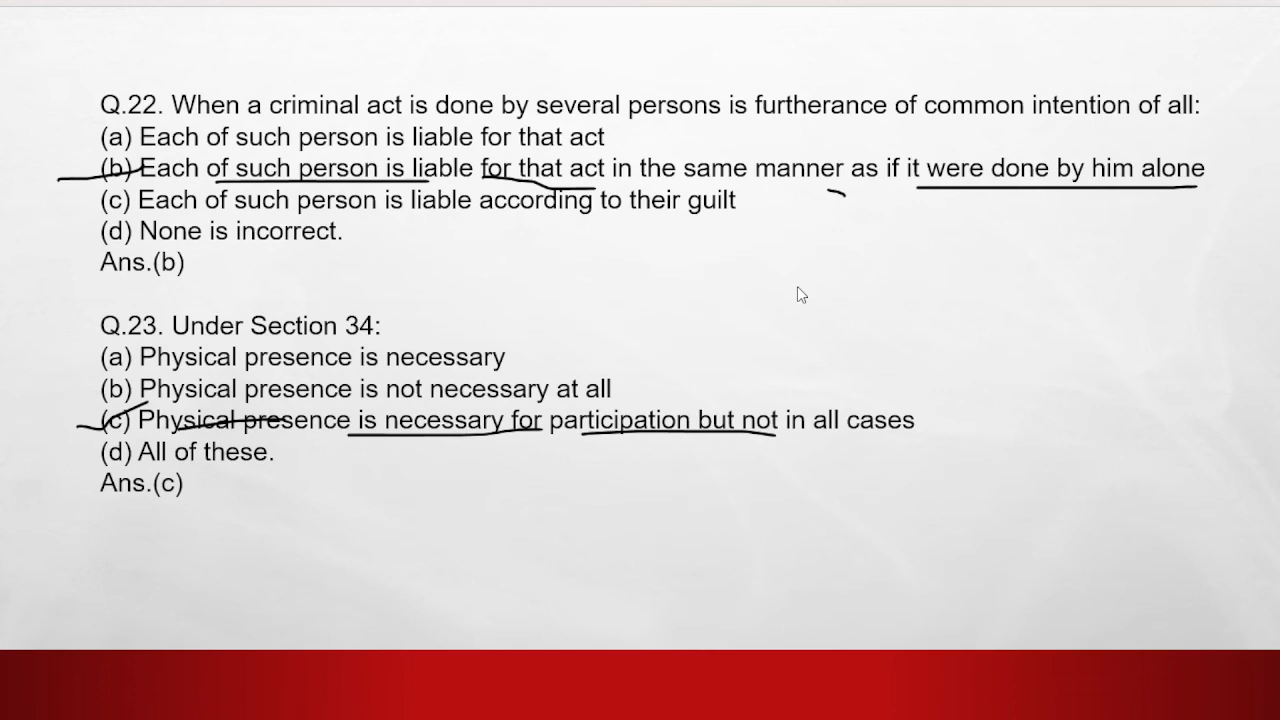 Q.22. When a criminal act is done by several persons is furtherance of common intention of all:
(a) Each of such person is liable for that act
(b) Each of such person is liable for that act in the same manner as if it were done by him alone
(c) Each of such person is liable according to their guilt
(d) None is incorrect.
Ans.(b)
Q.23. Under Section 34:
(a) Physical presence is necessary
(b) Physical presence is not necessary at all
(c) Physical presence is necessary for participation but not in all cases
(d) All of these.
Ans.(c)